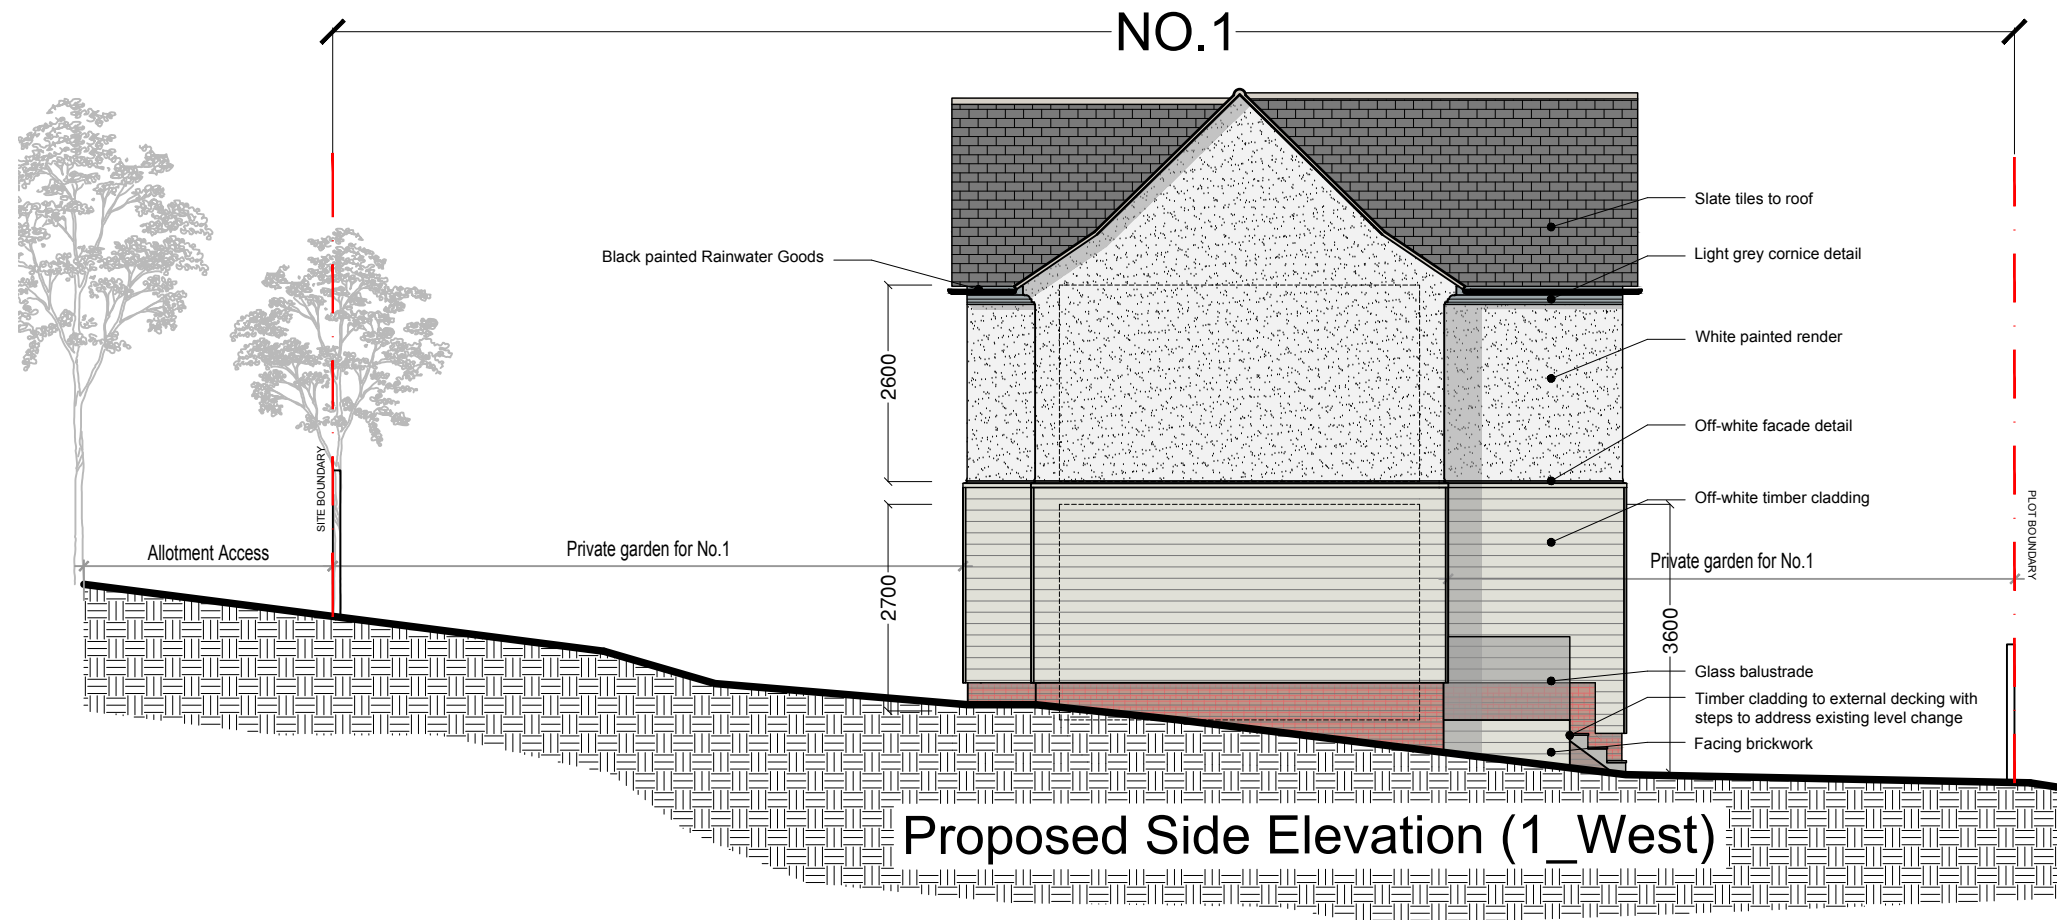 NO.1
Slate tiles to roof
Light grey cornice detail
Black painted Rainwater Goods
White painted render
2600
Off-white facade detail
SITE BOUNDARY
Off-white timber cladding
PLOT BOUNDARY
Allotment Access
Private garden for No.1
Private garden for No.1
2700
3600
Glass balustrade
Timber cladding to external decking with
steps to address existing level change
Facing brickwork
Proposed Side Elevation (1_West)